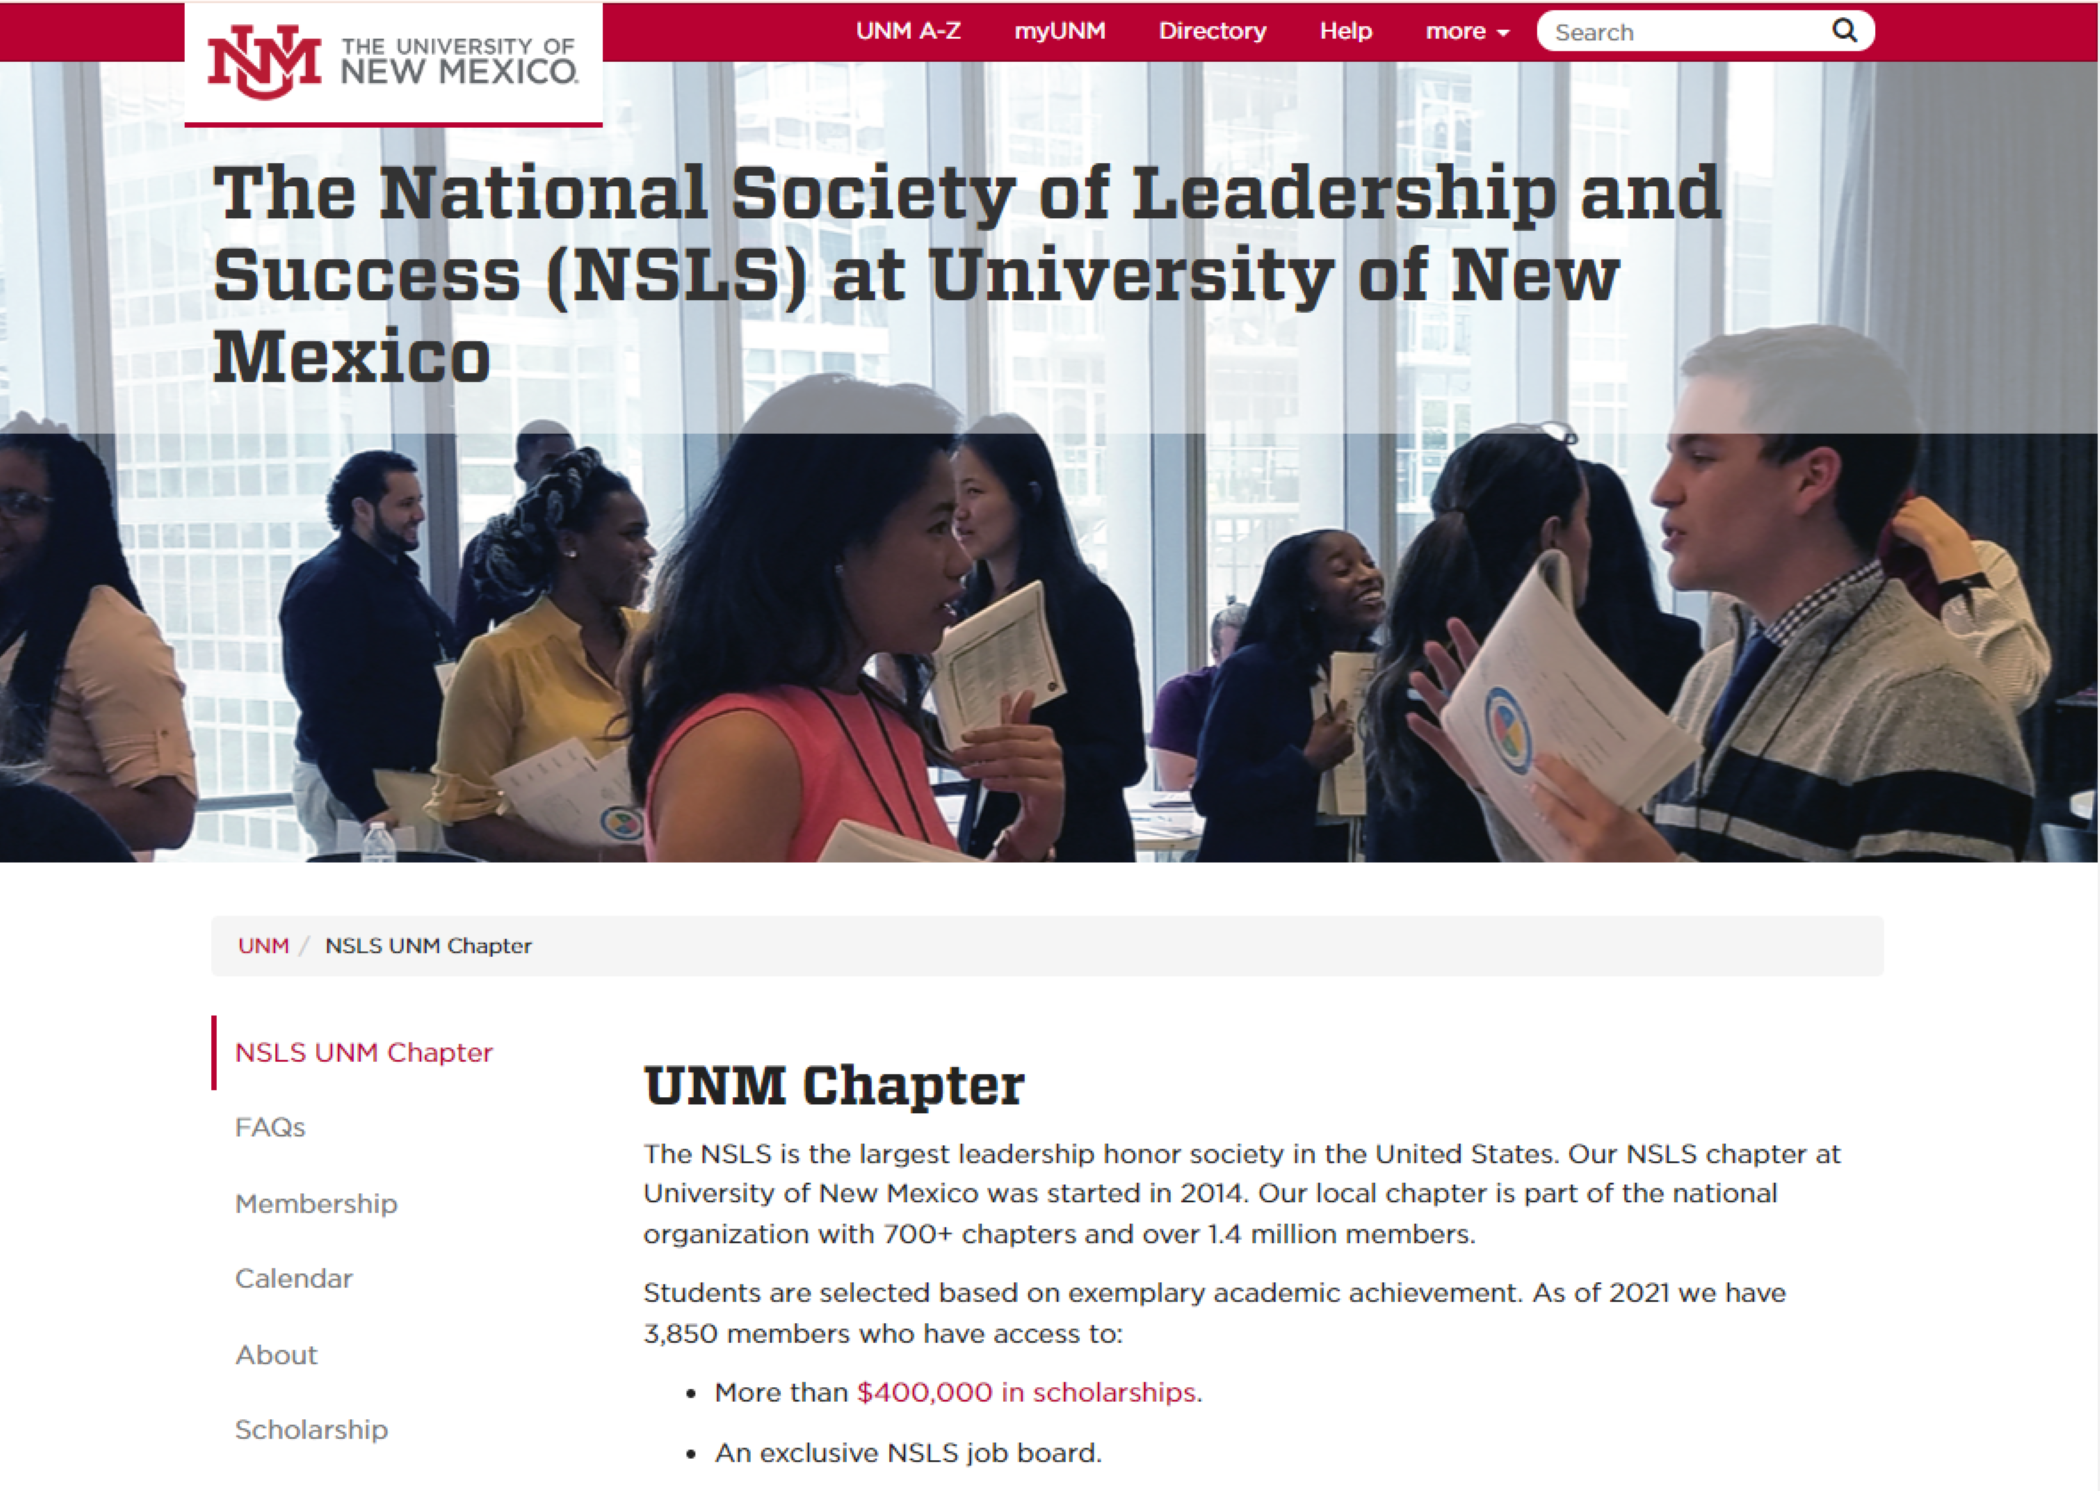 THE UNIVERSITY OF
NEW MEXICO.
UNM A-Z myUNM Directory Help more Search
The National Society of Leadership and
Success (NSLS) at University of New
Mexico
UNM / NSLS UNM Chapter
NSLS UNM Chapter
FAQs
Membership
Calendar
About
Scholarship
UNM Chapter
The NSLS is the largest leadership honor society in the United States. Our NSLS chapter at
University of New Mexico was started in 2014. Our local chapter is part of the national
organization with 700+ chapters and over 1.4 million members.
Students are selected based on exemplary academic achievement. As of 2021 we have
3,850 members who have access to:
• More than $400,000 in scholarships.
• An exclusive NSLS job board.